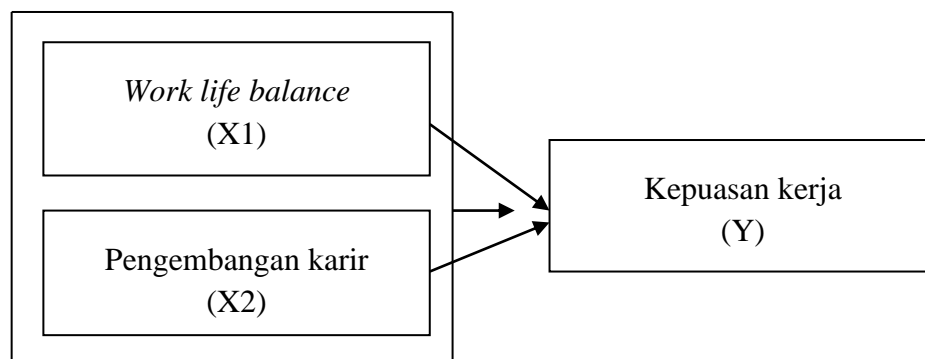 Work life balance
(X1)
Pengembangan karir
(X2)
Kepuasan kerja
(Y)